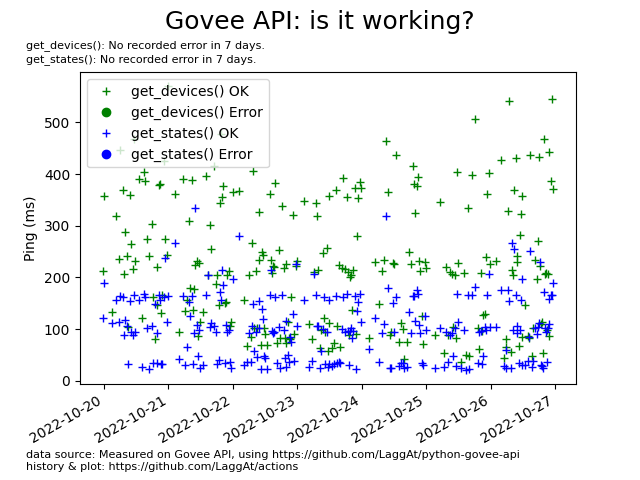 Govee API: is it working?
get_devices(): No recorded error in 7 days.
get_states(): No recorded error in 7 days.
get_devices() OK
get_devices() Error
get_states() OK
get_states() Error
Ping (ms)
500
400
300
200
100
0
2022-10-20
2022-10-21
2022-10-22
2022-10-23
2022-10-24
2022-10-25
2022-10-26
2022-10-27
data source: Measured on Govee API, using https://github.com/LaggAt/python-govee-api
history & plot: https://github.com/LaggAt/actions